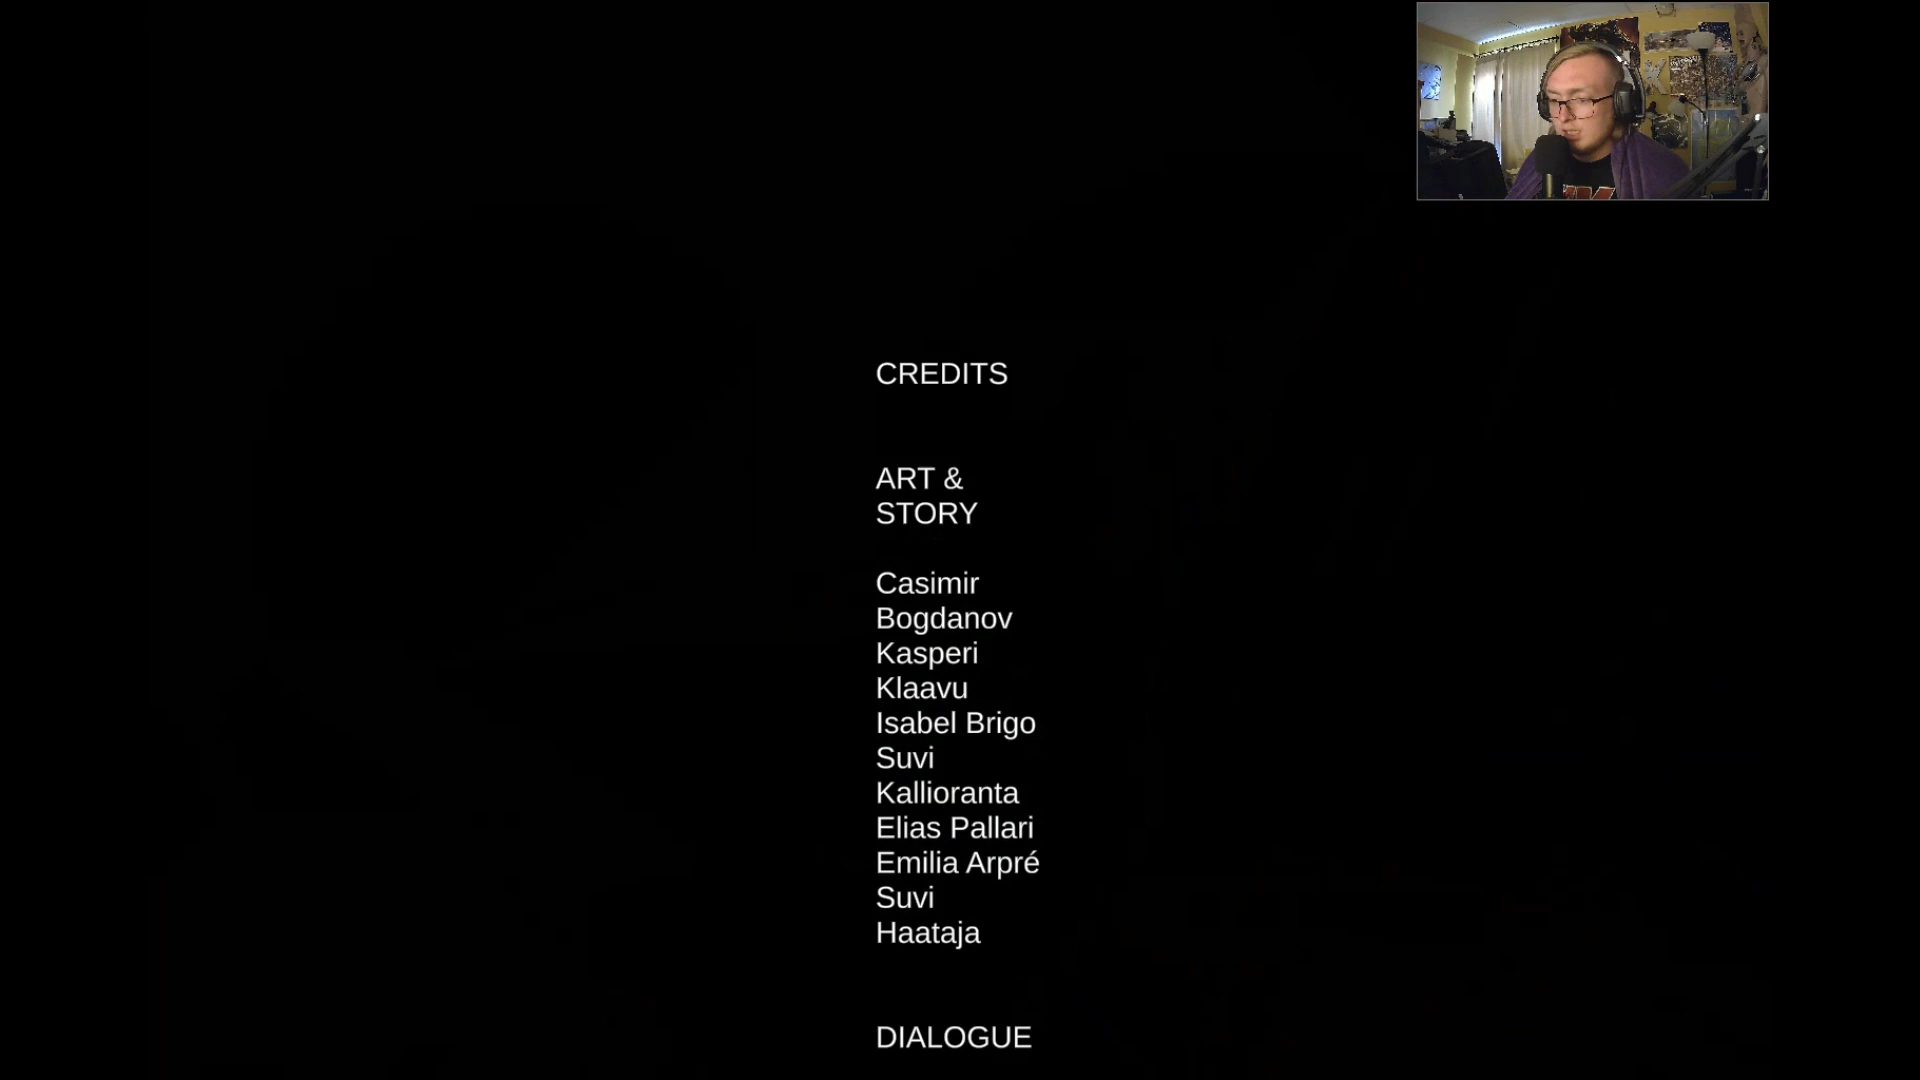 CREDITS
ART &
STORY
Casimir
Bogdanov
Kasperi
Klaavu
Isabel Brigo
Suvi
Kallioranta
Elias Pallari
Emilia Arpré
Suvi
Haataja
DIALOGUE